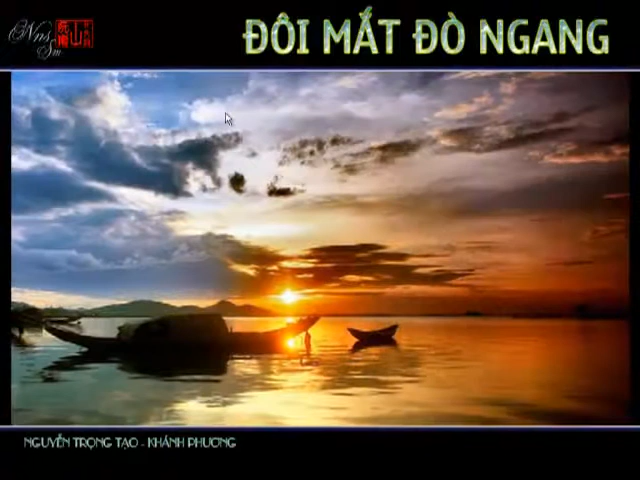 ĐÔI MẮT ĐÒ NGANG
NGUYỄN TRỌNG TẠO - KHÁNH PHƯƠNG